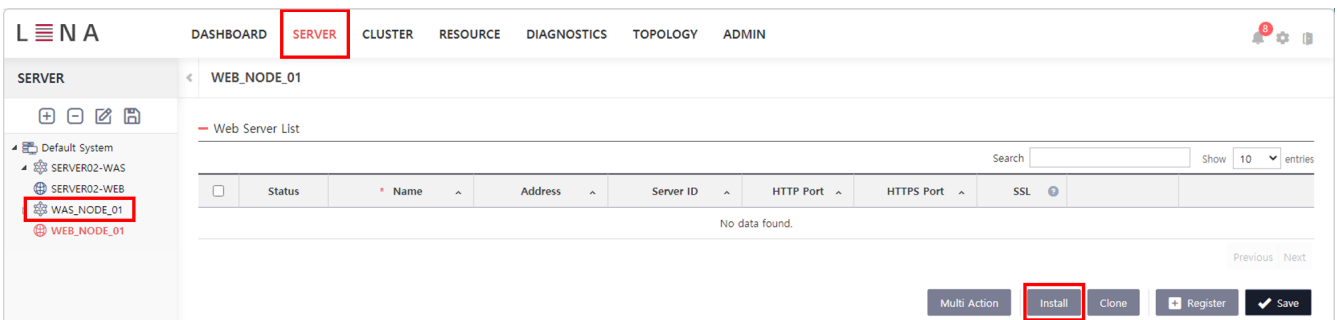 LENA DASHBOARD SERVER CLUSTER RESOURCE DIAGNOSTICS TOPOLOGY ADMIN 8
SERVER
WEB_NODE_01
Default System
SERVER02-WAS
SERVER02-WEB
WAS_NODE_01
WEB_NODE_01
Web Server List
Search Show 10 entries
Status * Name Address Server ID HTTP Port HTTPS Port SSL ?
No data found.
Previous Next
Multi Action Install Clone Register Save